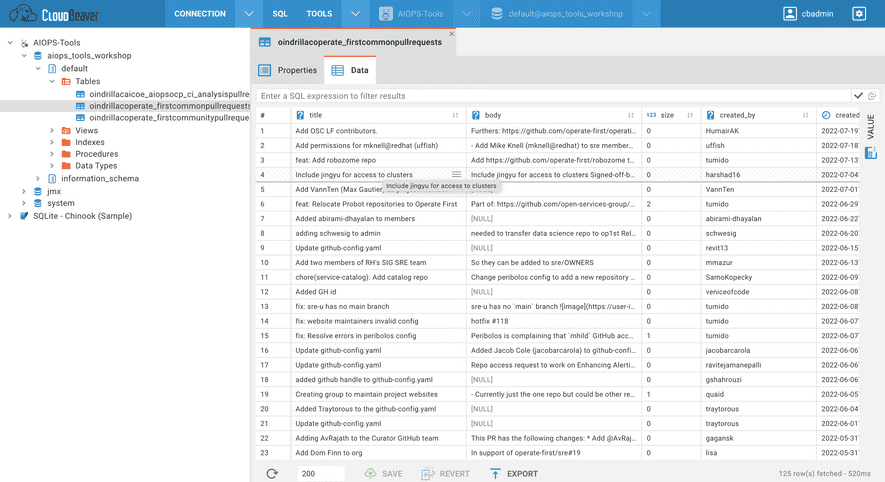 CloudBeaver
CONNECTION SQL TOOLS AIOPS-Tools default@aiops_tools_workshop cbadmin
AIOPS-Tools
aiops_tools_workshop
default
Tables
oindrillacaicoe_aiopsocp_ci_analysispullre
oindrillacoperate_firstcommonpullrequests
oindrillacoperate_firstcommunitypullreque
Views
Indexes
Procedures
Data Types
information_schema
jmx
system
SQLite - Chinook (Sample)
oindrillacoperate_firstcommonpullrequests
Properties Data
Enter a SQL expression to filter results
# title body 123 size created_by created
1 Add OSC LF contributors. Furthers: https://github.com/operate-first/operati... 0 HumairAK 2022-07-19
2 Add permissions for mknell@redhat (uffish) - Add Mike Knell (mknell@redhat) to sre member... 0 uffish 2022-07-18
3 feat: Add robozome repo Add https://github.com/operate-first/robozome t... 0 tumido 2022-07-13
4 Include jingyu for access to clusters Include jingyu for access to clusters Signed-off-b... 0 harshad16 2022-07-04
Include jingyu for access to clusters
5 Add VannTen (Max Gautier) 0 VannTen 2022-07-01
6 feat: Relocate Probot repositories to Operate First Part of: https://github.com/open-services-group/... 2 tumido 2022-06-29
7 Added abirami-dhayalan to members [NULL] 0 abirami-dhayalan 2022-06-22
8 adding schwesig to admin needed to transfer data science repo to op1st Rel... 0 schwesig 2022-06-20
9 Update github-config.yaml [NULL] 0 revit13 2022-06-15
10 Add two members of RH's SIG SRE team So they can be added to sre/OWNERS 0 mmazur 2022-06-13
11 chore(service-catalog): Add catalog repo Change peribolos config to add a new repository 0 SamoKopecky 2022-06-09
12 Added GH id [NULL] 0 veniceofcode 2022-06-08
13 fix: sre-u has no main branch sre-u has no `main` branch ![image](https://user-i... 0 tumido 2022-06-08
14 fix: website maintainers invalid config hotfix #118 0 tumido 2022-06-07
15 fix: Resolve errors in peribolos config Peribolos is complaining that `mhild` GitHub acc... 1 tumido 2022-06-07
16 Update github-config.yaml Added Jacob Cole (jacobarcarola) to github-confi... 0 jacobarcarola 2022-06-06
17 Update github-config.yaml Repo access request to work on Enhancing Alerti... 0 ravitejamanepalli 2022-06-06
18 added github handle to github-config.yaml [NULL] 0 gshahrouzi 2022-06-06
19 Creating group to maintain project websites - Currently just the one repo but could be other re... 1 quaid 2022-06-05
20 Added Traytorous to the github-config.yaml [NULL] 0 traytorous 2022-06-04
21 Update github-config.yaml [NULL] 0 traytorous 2022-06-01
22 Adding AvRajath to the Curator GitHub team This PR has the following changes: * Add @AvRaj... 0 gagansk 2022-05-31
23 Add Dom Finn to org In support of operate-first/sre#19 0 lisa 2022-05-31
VALUE
200 SAVE REVERT EXPORT 125 row(s) fetched - 520ms